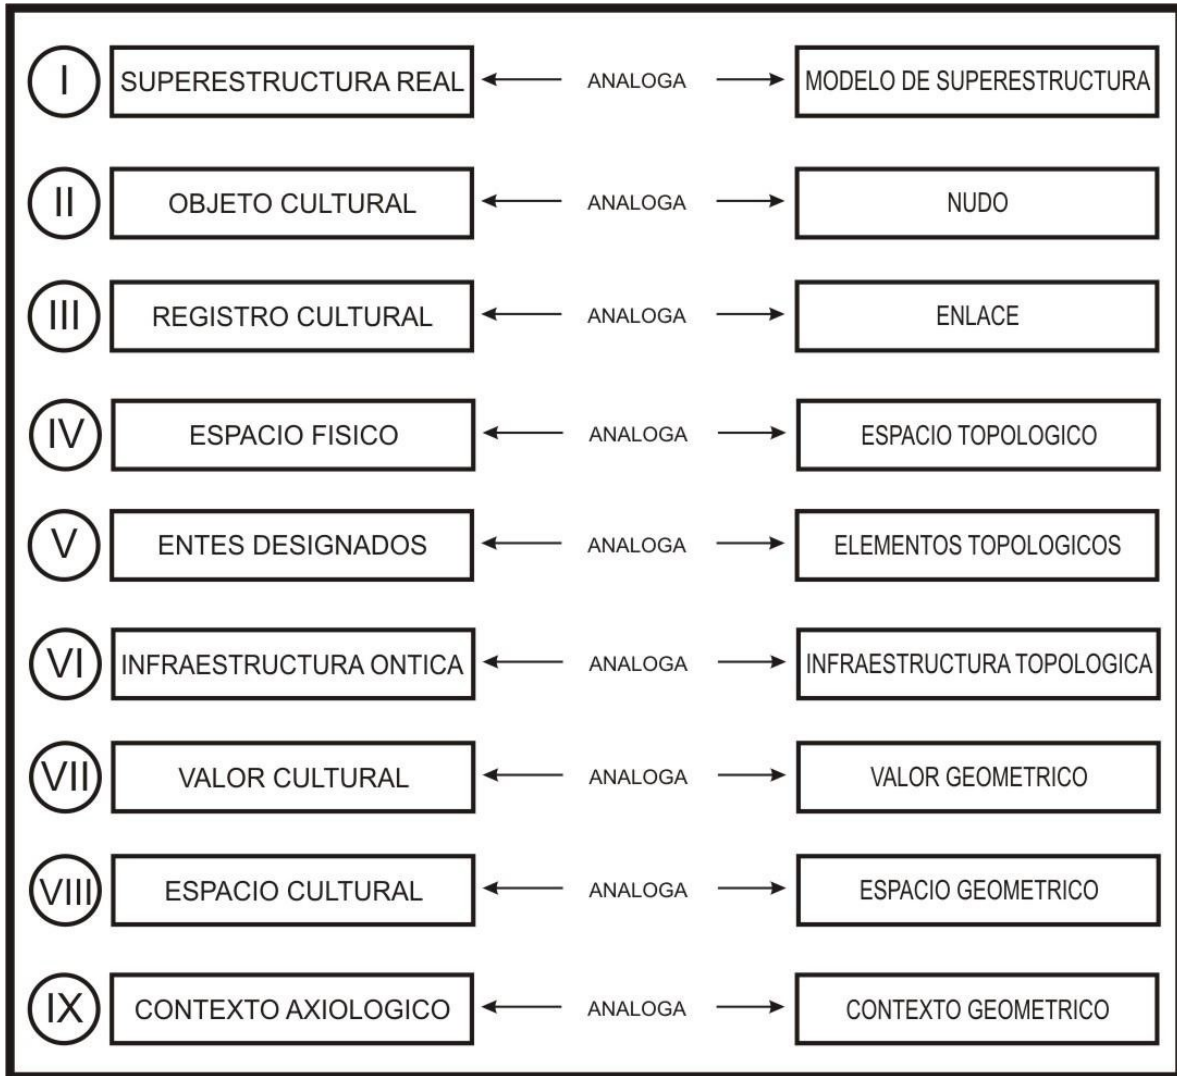 I SUPERESTRUCTURA REAL ANALOGA MODELO DE SUPERESTRUCTURA
II OBJETO CULTURAL ANALOGA NUDO
III REGISTRO CULTURAL ANALOGA ENLACE
IV ESPACIO FISICO ANALOGA ESPACIO TOPOLOGICO
V ENTES DESIGNADOS ANALOGA ELEMENTOS TOPOLOGICOS
VI INFRAESTRUCTURA ONTICA ANALOGA INFRAESTRUCTURA TOPOLOGICA
VII VALOR CULTURAL ANALOGA VALOR GEOMETRICO
VIII ESPACIO CULTURAL ANALOGA ESPACIO GEOMETRICO
IX CONTEXTO AXIOLOGICO ANALOGA CONTEXTO GEOMETRICO